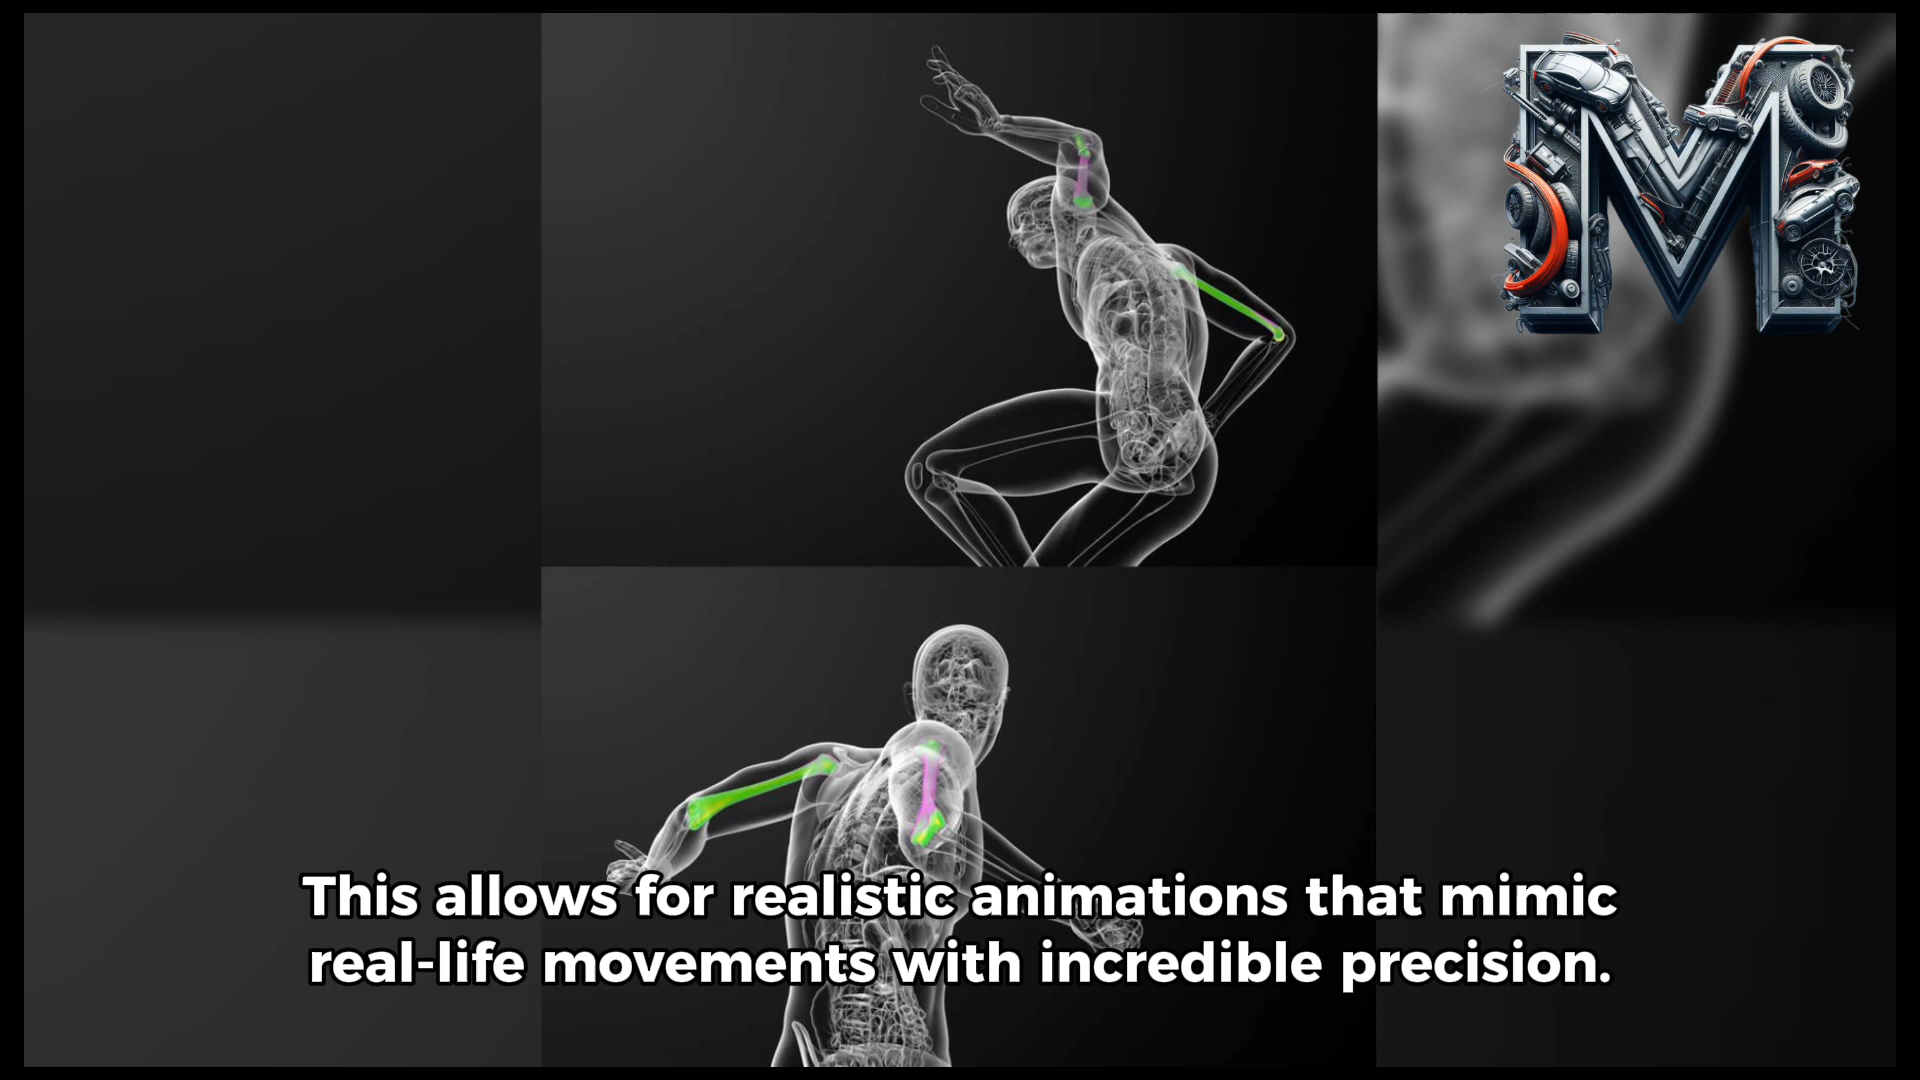 M
This allows for realistic animations that mimic
real-life movements with incredible precision.